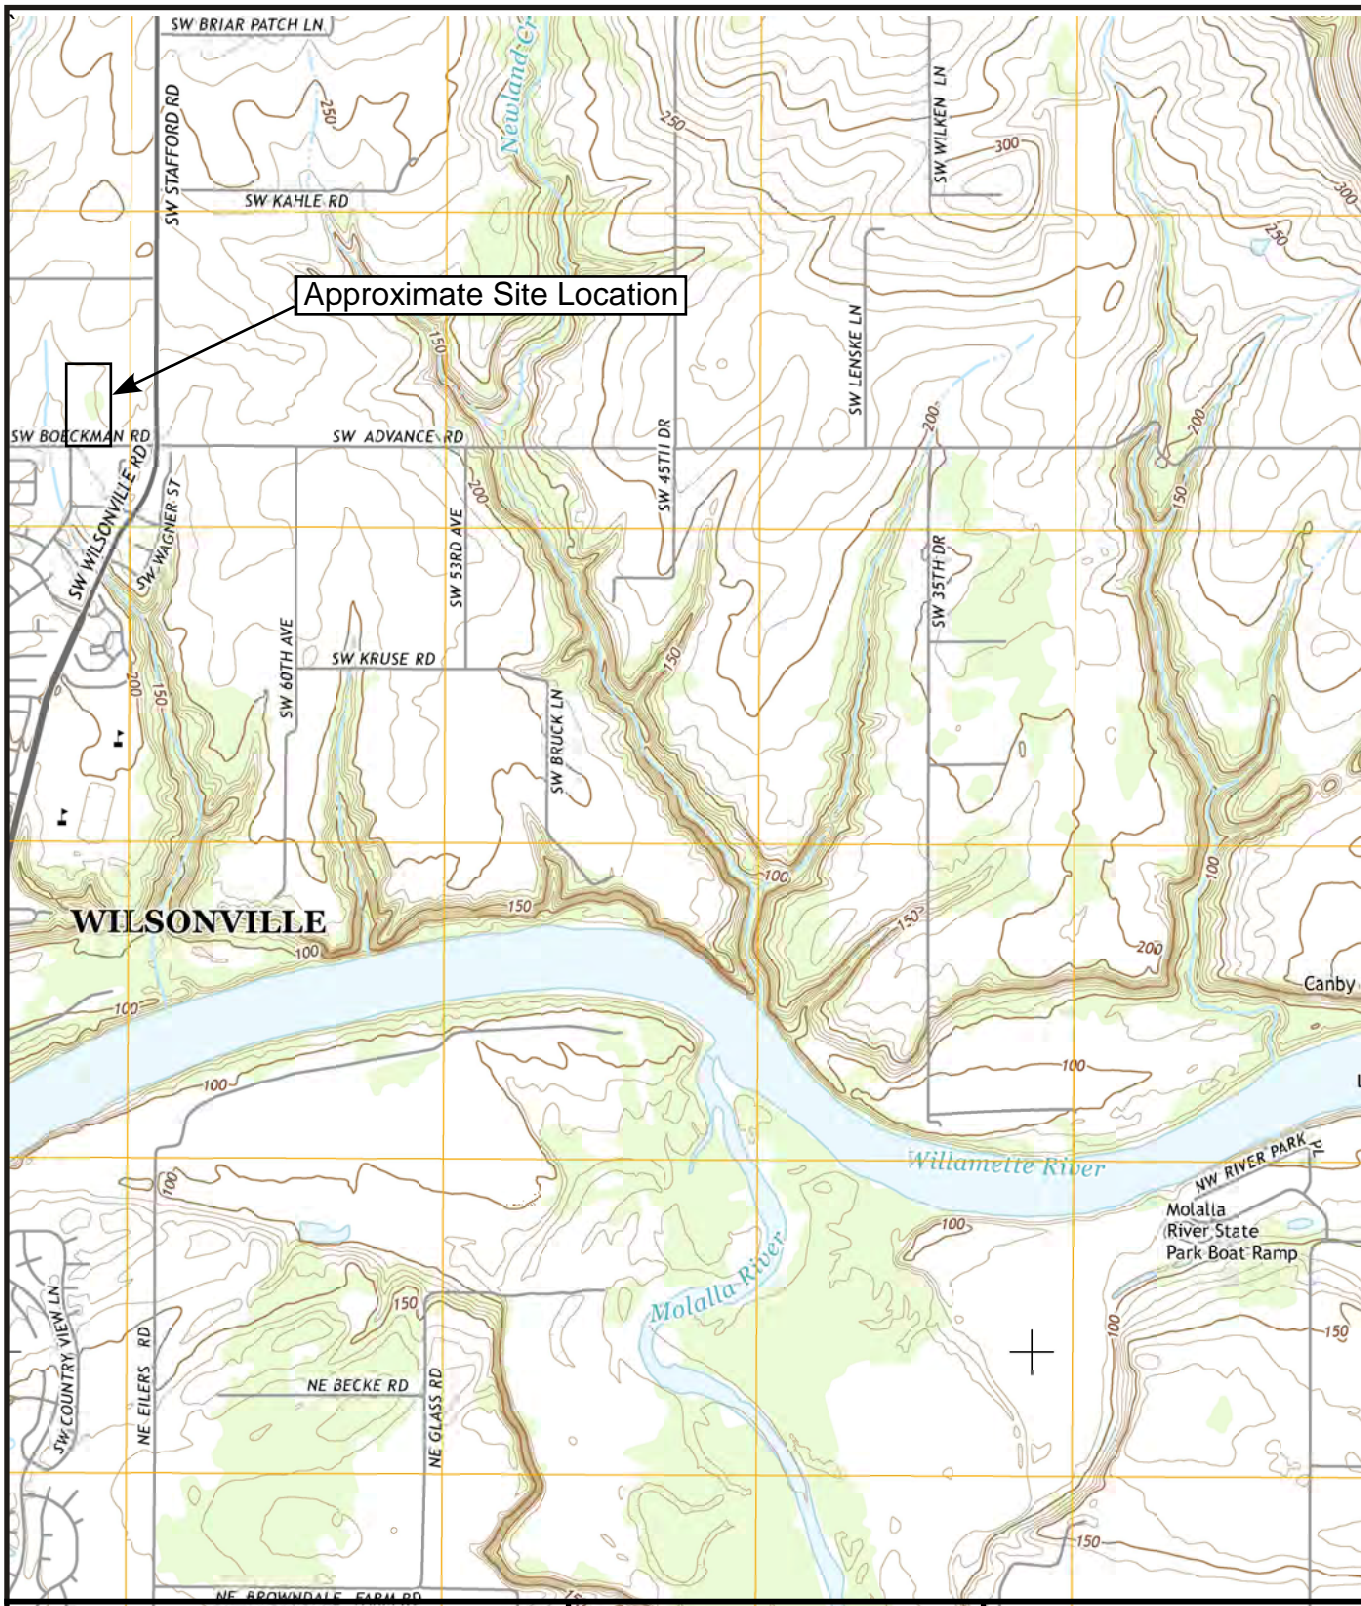 SW BRIAR PATCH LN
Newland Cr
SW STAFFORD RD
250
250
SW WILKEN LN
300
SW KAHLE RD
300
250
Approximate Site Location
150
SW LENSKE LN
SW BOECKMAN RD
SW ADVANCE RD
200
200
SW 45TH DR
200
150
SW WILSONVILLE RD
SW WAGNER ST
SW 53RD AVE
SW 35TH DR
SW 60TH AVE
SW KRUSE RD
150
200
150
SW BRUCK LN
100
100
150
150
WILSONVILLE
100
200
Canby
100
100
100
Willamette River
NW RIVER PARK PL
100
Molalla
River State
Park Boat Ramp
100
Molalla River
150
100
150
SW COUNTRY VIEW LN
NE EILERS RD
NE BECKE RD
NE GLASS RD
150
NE BROWNDALE FARM RD